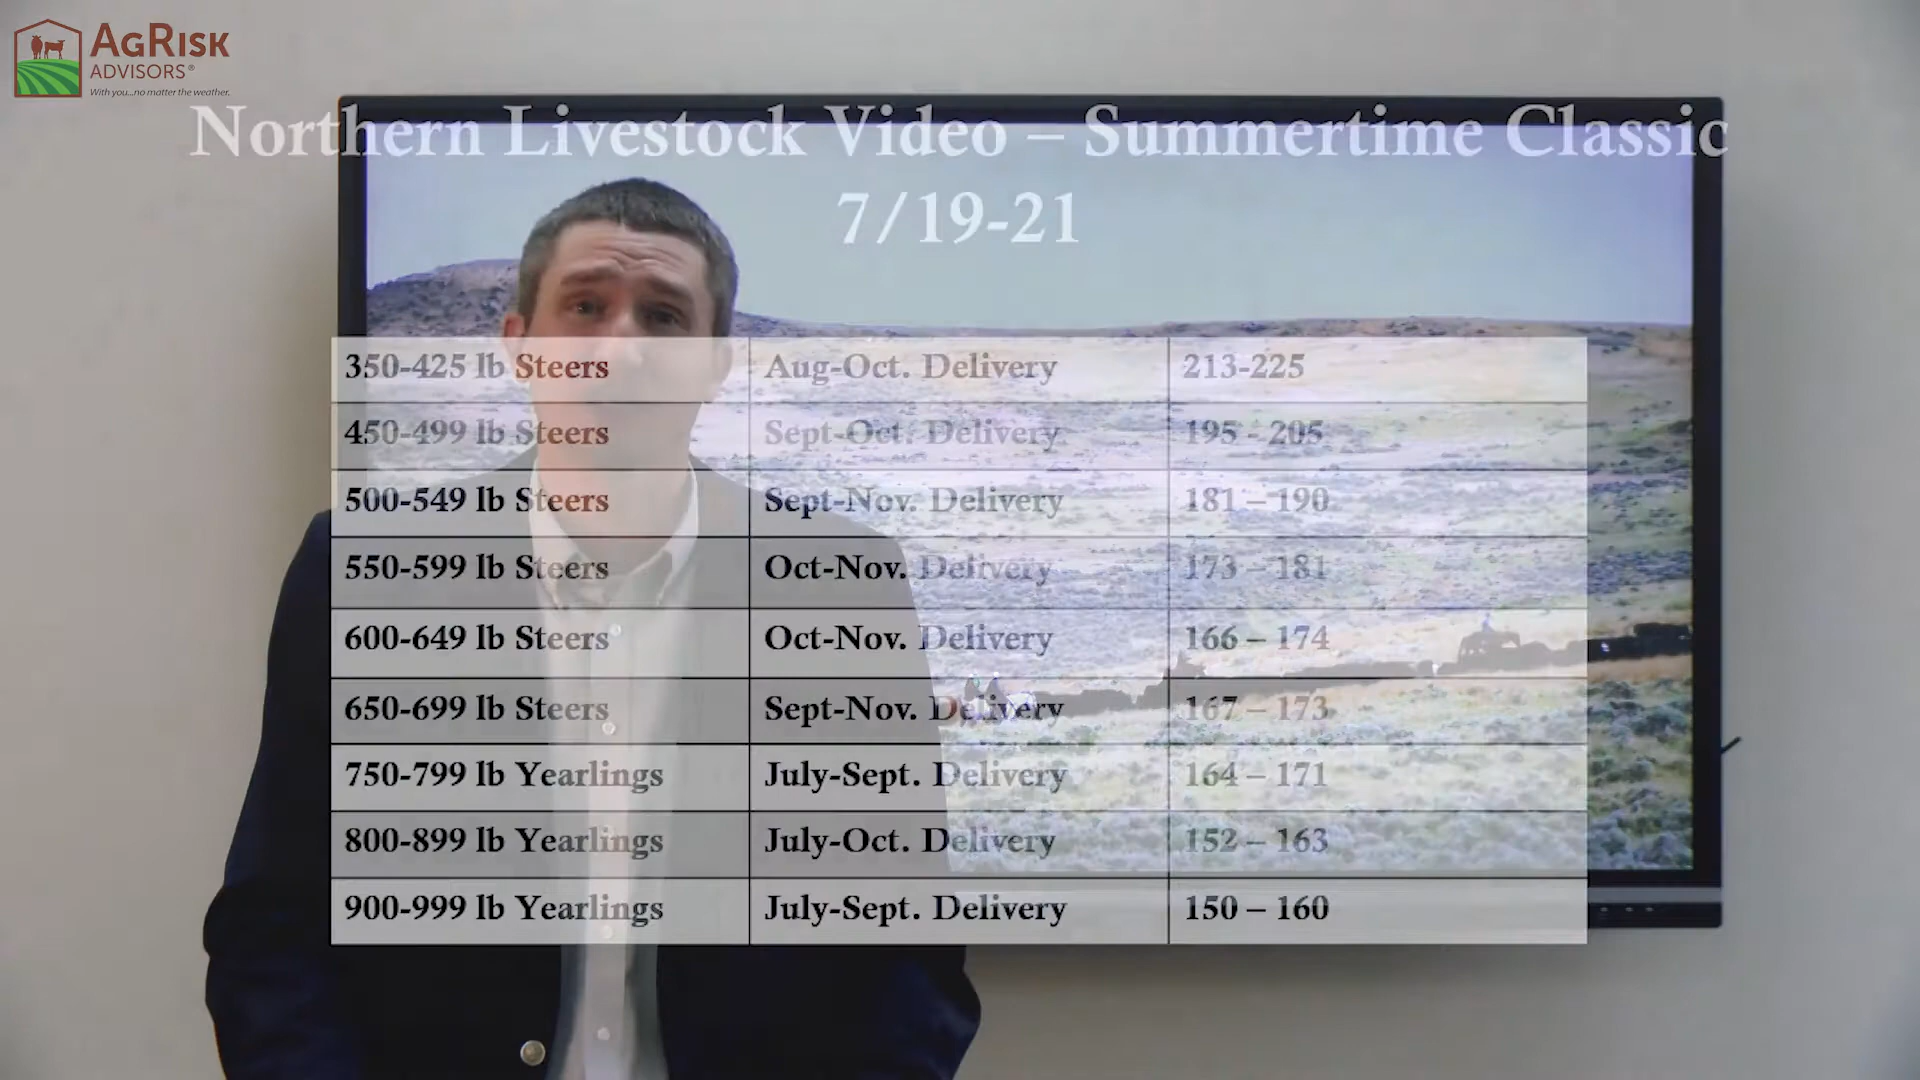 AGRISK
ADVISORS®
With you...no matter the weather.
Northern Livestock Video – Summertime Classic
7/19-21
350-425 lb Steers Aug-Oct. Delivery 213-225
450-499 lb Steers Sept-Oct. Delivery 195 - 205
500-549 lb Steers Sept-Nov. Delivery 181 – 190
550-599 lb Steers Oct-Nov. Delivery 173 – 181
600-649 lb Steers Oct-Nov. Delivery 166 – 174
650-699 lb Steers Sept-Nov. Delivery 167 – 173
750-799 lb Yearlings July-Sept. Delivery 164 – 171
800-899 lb Yearlings July-Oct. Delivery 152 – 163
900-999 lb Yearlings July-Sept. Delivery 150 – 160